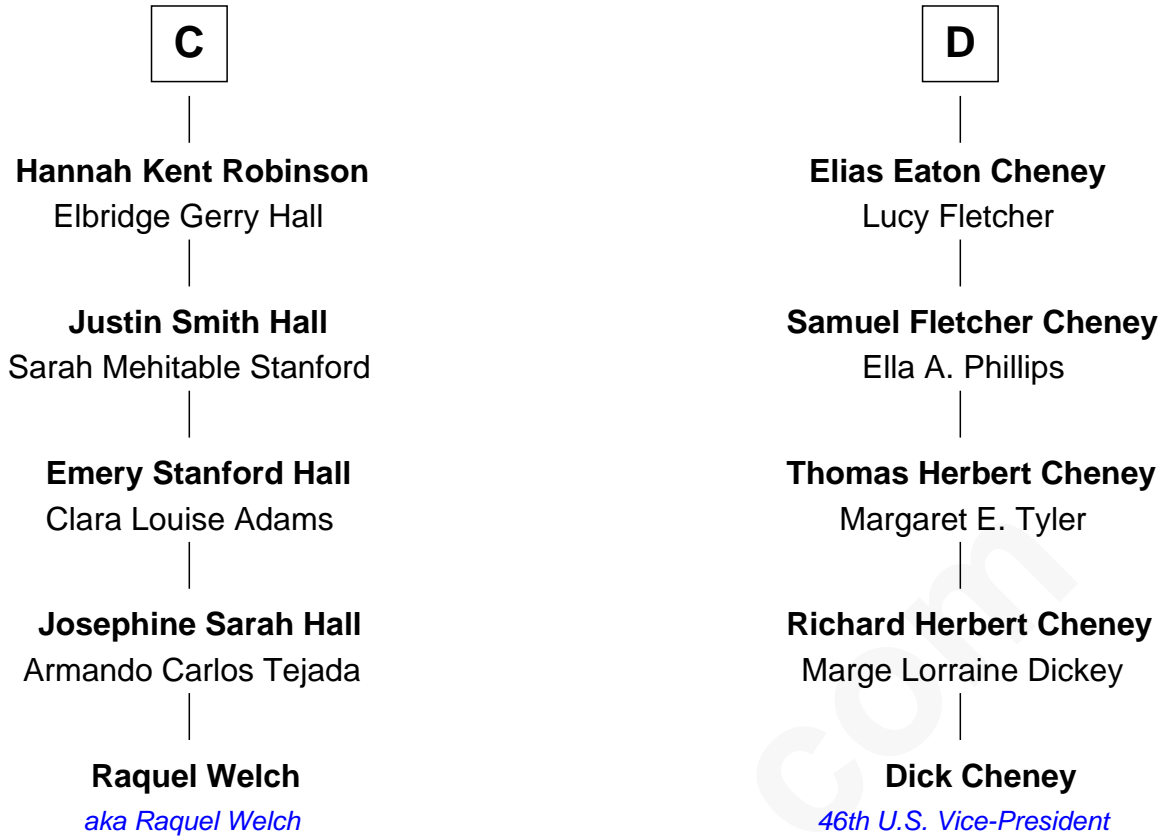 C
Hannah Kent Robinson
Elbridge Gerry Hall
Justin Smith Hall
Sarah Mehitable Stanford
Emery Stanford Hall
Clara Louise Adams
Josephine Sarah Hall
Armando Carlos Tejada
Raquel Welch
aka Raquel Welch
D
Elias Eaton Cheney
Lucy Fletcher
Samuel Fletcher Cheney
Ella A. Phillips
Thomas Herbert Cheney
Margaret E. Tyler
Richard Herbert Cheney
Marge Lorraine Dickey
Dick Cheney
46th U.S. Vice-President
com